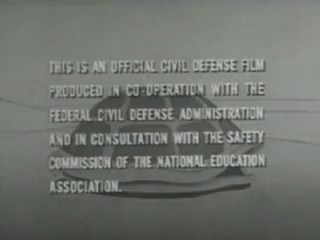 THIS IS AN OFFICIAL CIVIL DEFENSE FILM
PRODUCED IN CO-OPERATION WITH THE
FEDERAL CIVIL DEFENSE ADMINISTRATION
AND IN CONSULTATION WITH THE SAFETY
COMMISSION OF THE NATIONAL EDUCATION
ASSOCIATION.